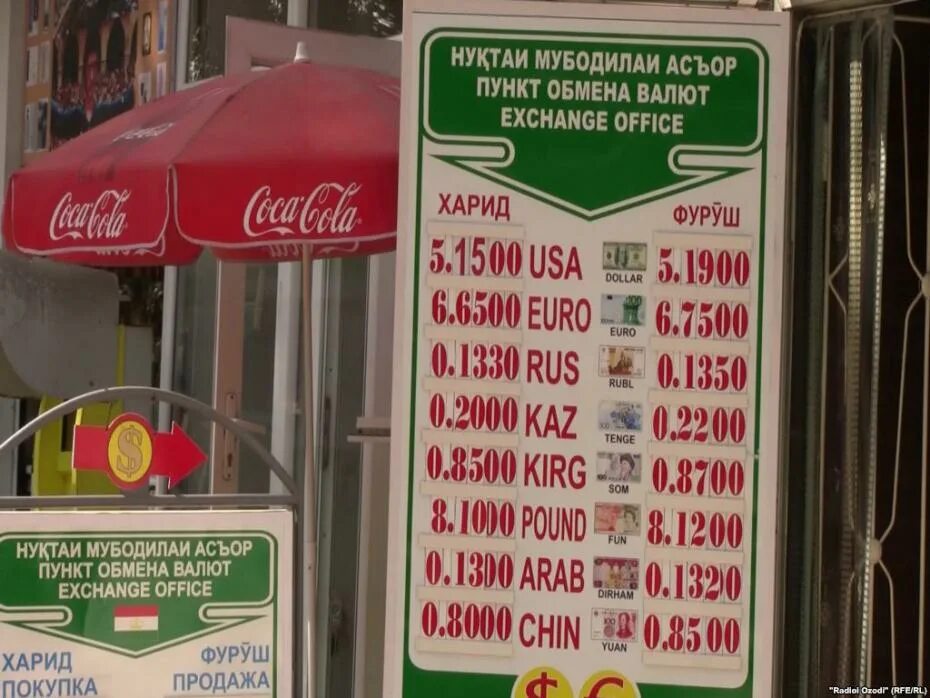 НУҚТАИ МУБОДИЛАИ АСЪОР
ПУНКТ ОБМЕНА ВАЛЮТ
EXCHANGE OFFICE
ХАРИД ФУРӮШ
5.1500 USA DOLLAR 5.1900
6.6500 EURO EURO 6.7500
0.1330 RUS RUBL 0.1350
0.2000 KAZ TENGE 0.2200
0.8500 KIRG SOM 0.8700
8.1000 POUND FUN 8.1200
0.1300 ARAB DIRHAM 0.1320
0.8000 CHIN YUAN 0.8500
$ €
Coca-Cola Coca-Cola
$
НУҚТАИ МУБОДИЛАИ АСЪОР
ПУНКТ ОБМЕНА ВАЛЮТ
EXCHANGE OFFICE
ХАРИД ФУРӮШ
ПОКУПКА ПРОДАЖА
"Radioi Ozodi" (RFE/RL)